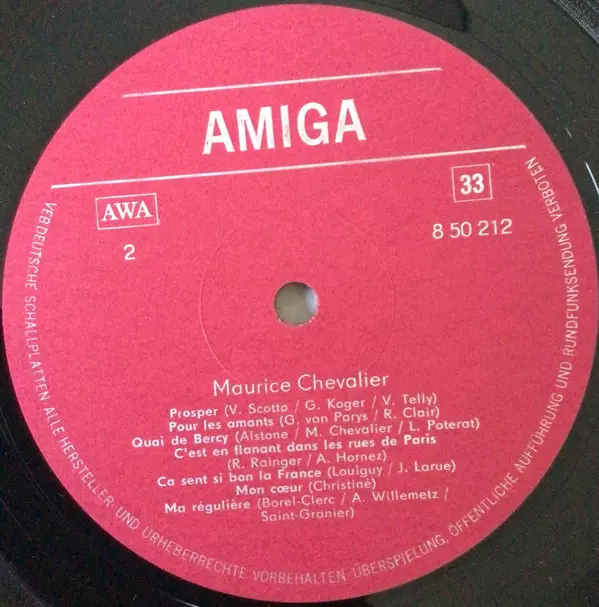 AMIGA
AWA
33
2
8 50 212
Maurice Chevalier
Prosper (V. Scotto / G. Koger / V. Telly)
Pour les amants (G. van Parys / R. Clair)
Quai de Bercy (Alstone / M. Chevalier / L. Poterat)
C'est en flanant dans les rues de Paris
(R. Rainger / A. Hornez)
Ca sent si bon la France (Louiguy / J. Larue)
Mon cœur (Christiné)
Ma régulière (Borel-Clerc / A. Willemetz /
Saint-Granier)
VEB DEUTSCHE SCHALLPLATTEN ALLE HERSTELLER- UND URHEBERRECHTE VORBEHALTEN-ÜBERSPIELUNG, ÖFFENTLICHE AUFFÜHRUNG UND RUNDFUNKSENDUNG VERBOTEN